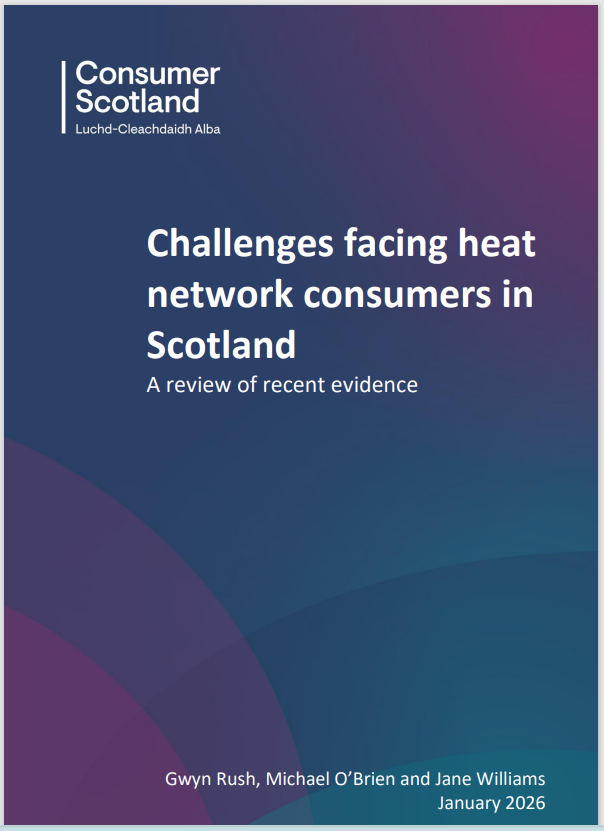 Consumer
Scotland
Luchd-Cleachdaidh Alba
Challenges facing heat
network consumers in
Scotland
A review of recent evidence
Gwyn Rush, Michael O’Brien and Jane Williams
January 2026